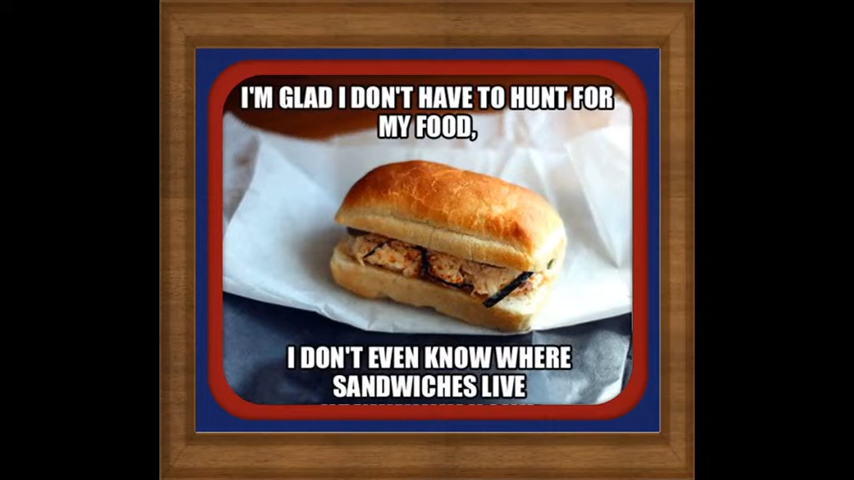 I'M GLAD I DON'T HAVE TO HUNT FOR
MY FOOD,
I DON'T EVEN KNOW WHERE
SANDWICHES LIVE